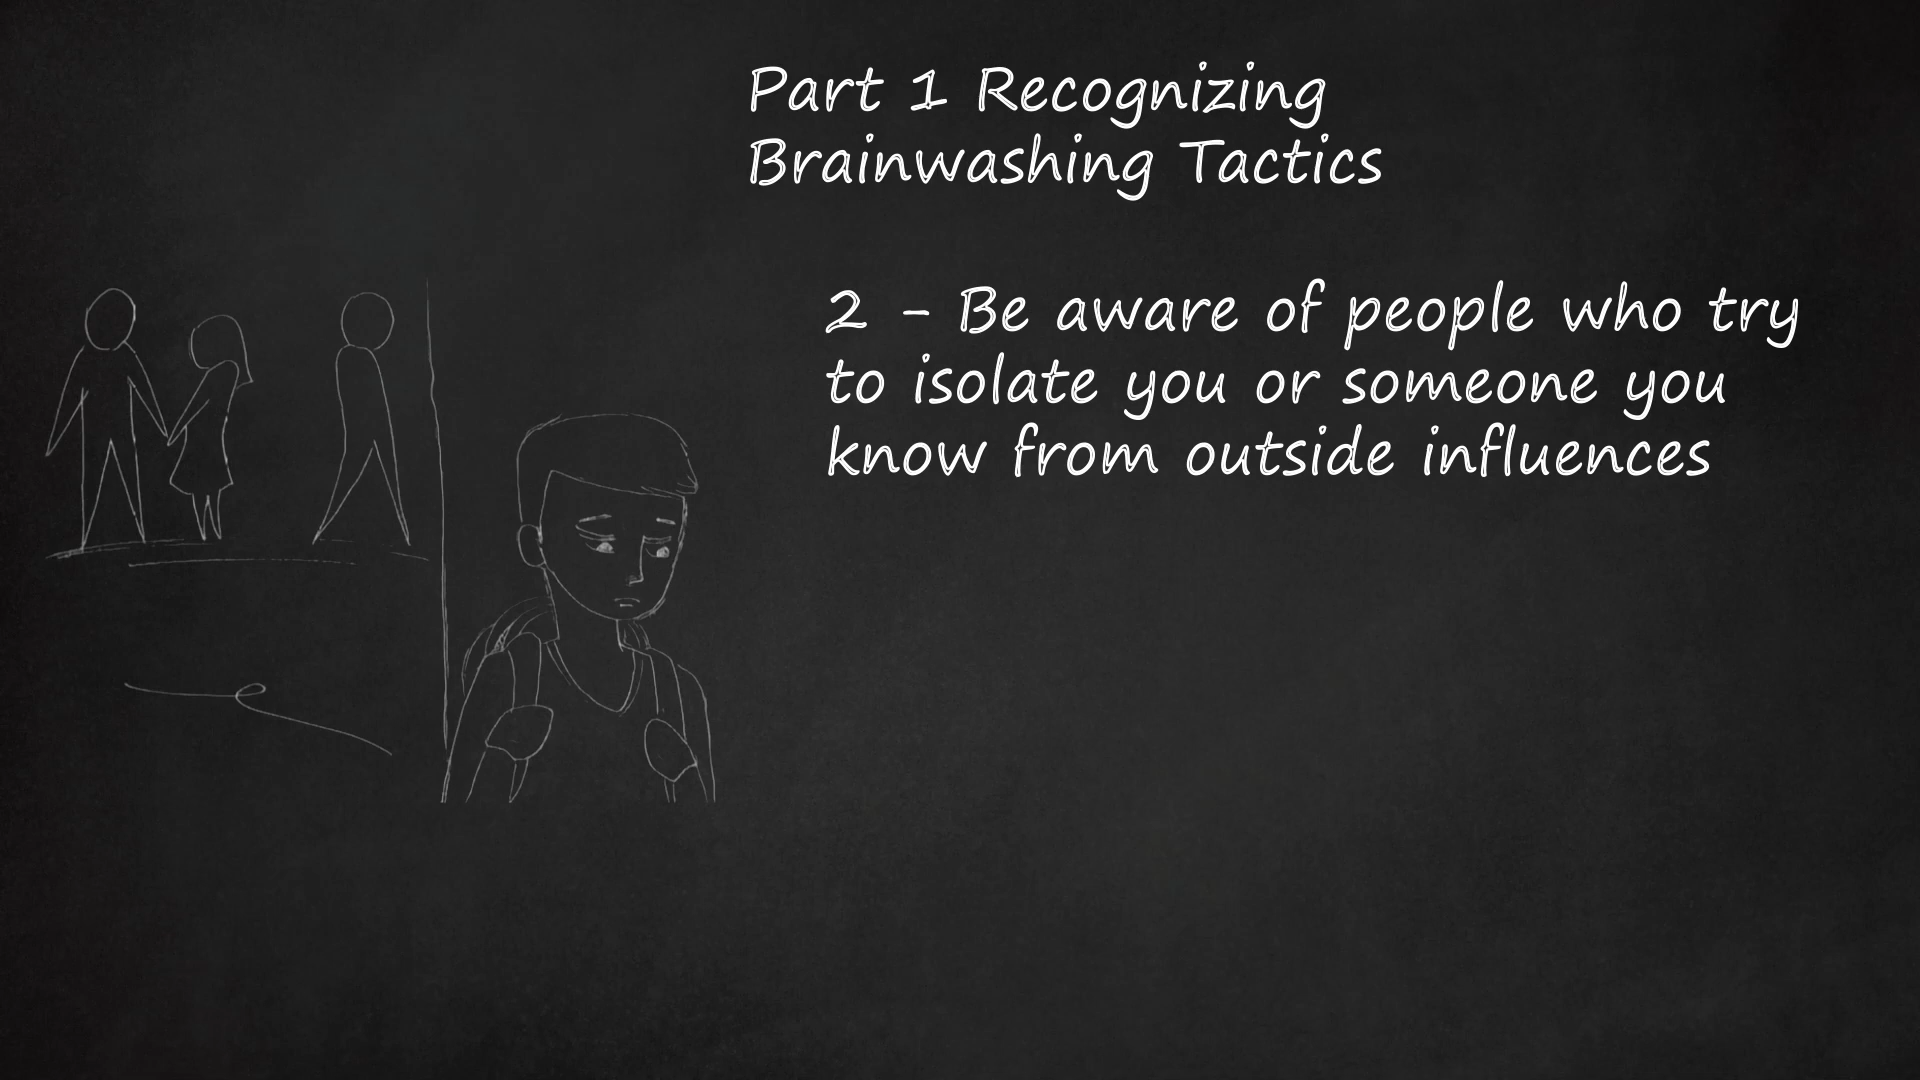 Part 1 Recognizing
Brainwashing Tactics
2 - Be aware of people who try
to isolate you or someone you
know from outside influences